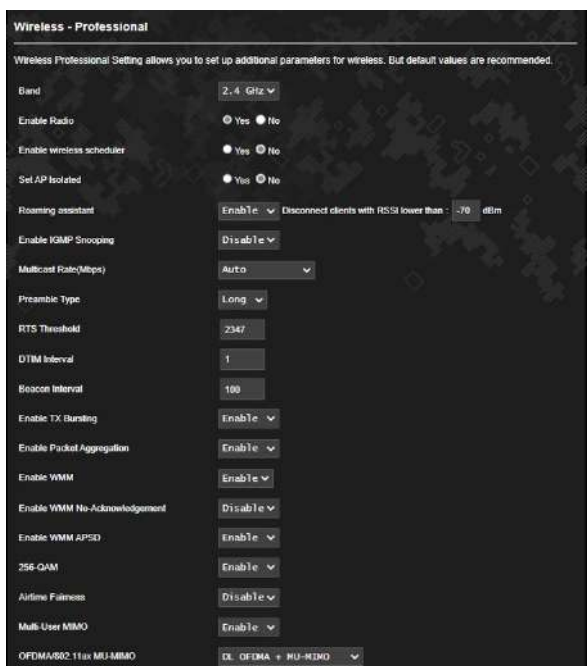 Wireless - Professional
Wireless Professional Setting allows you to set up additional parameters for wireless. But default values are recommended.
Band 2.4 GHz
Enable Radio Yes No
Enable wireless scheduler Yes No
Set AP Isolated Yes No
Roaming assistant Enable Disconnect clients with RSSI lower than : -70 dBm
Enable IGMP Snooping Disable
Multicast Rate(Mbps) Auto
Preamble Type Long
RTS Threshold 2347
DTIM Interval 1
Beacon Interval 100
Enable TX Bursting Enable
Enable Packet Aggregation Enable
Enable WMM Enable
Enable WMM No-Acknowledgement Disable
Enable WMM APSD Enable
256-QAM Enable
Airtime Fairness Disable
Multi-User MIMO Enable
OFDMA/802.11ax MU-MIMO DL OFDMA + MU-MIMO